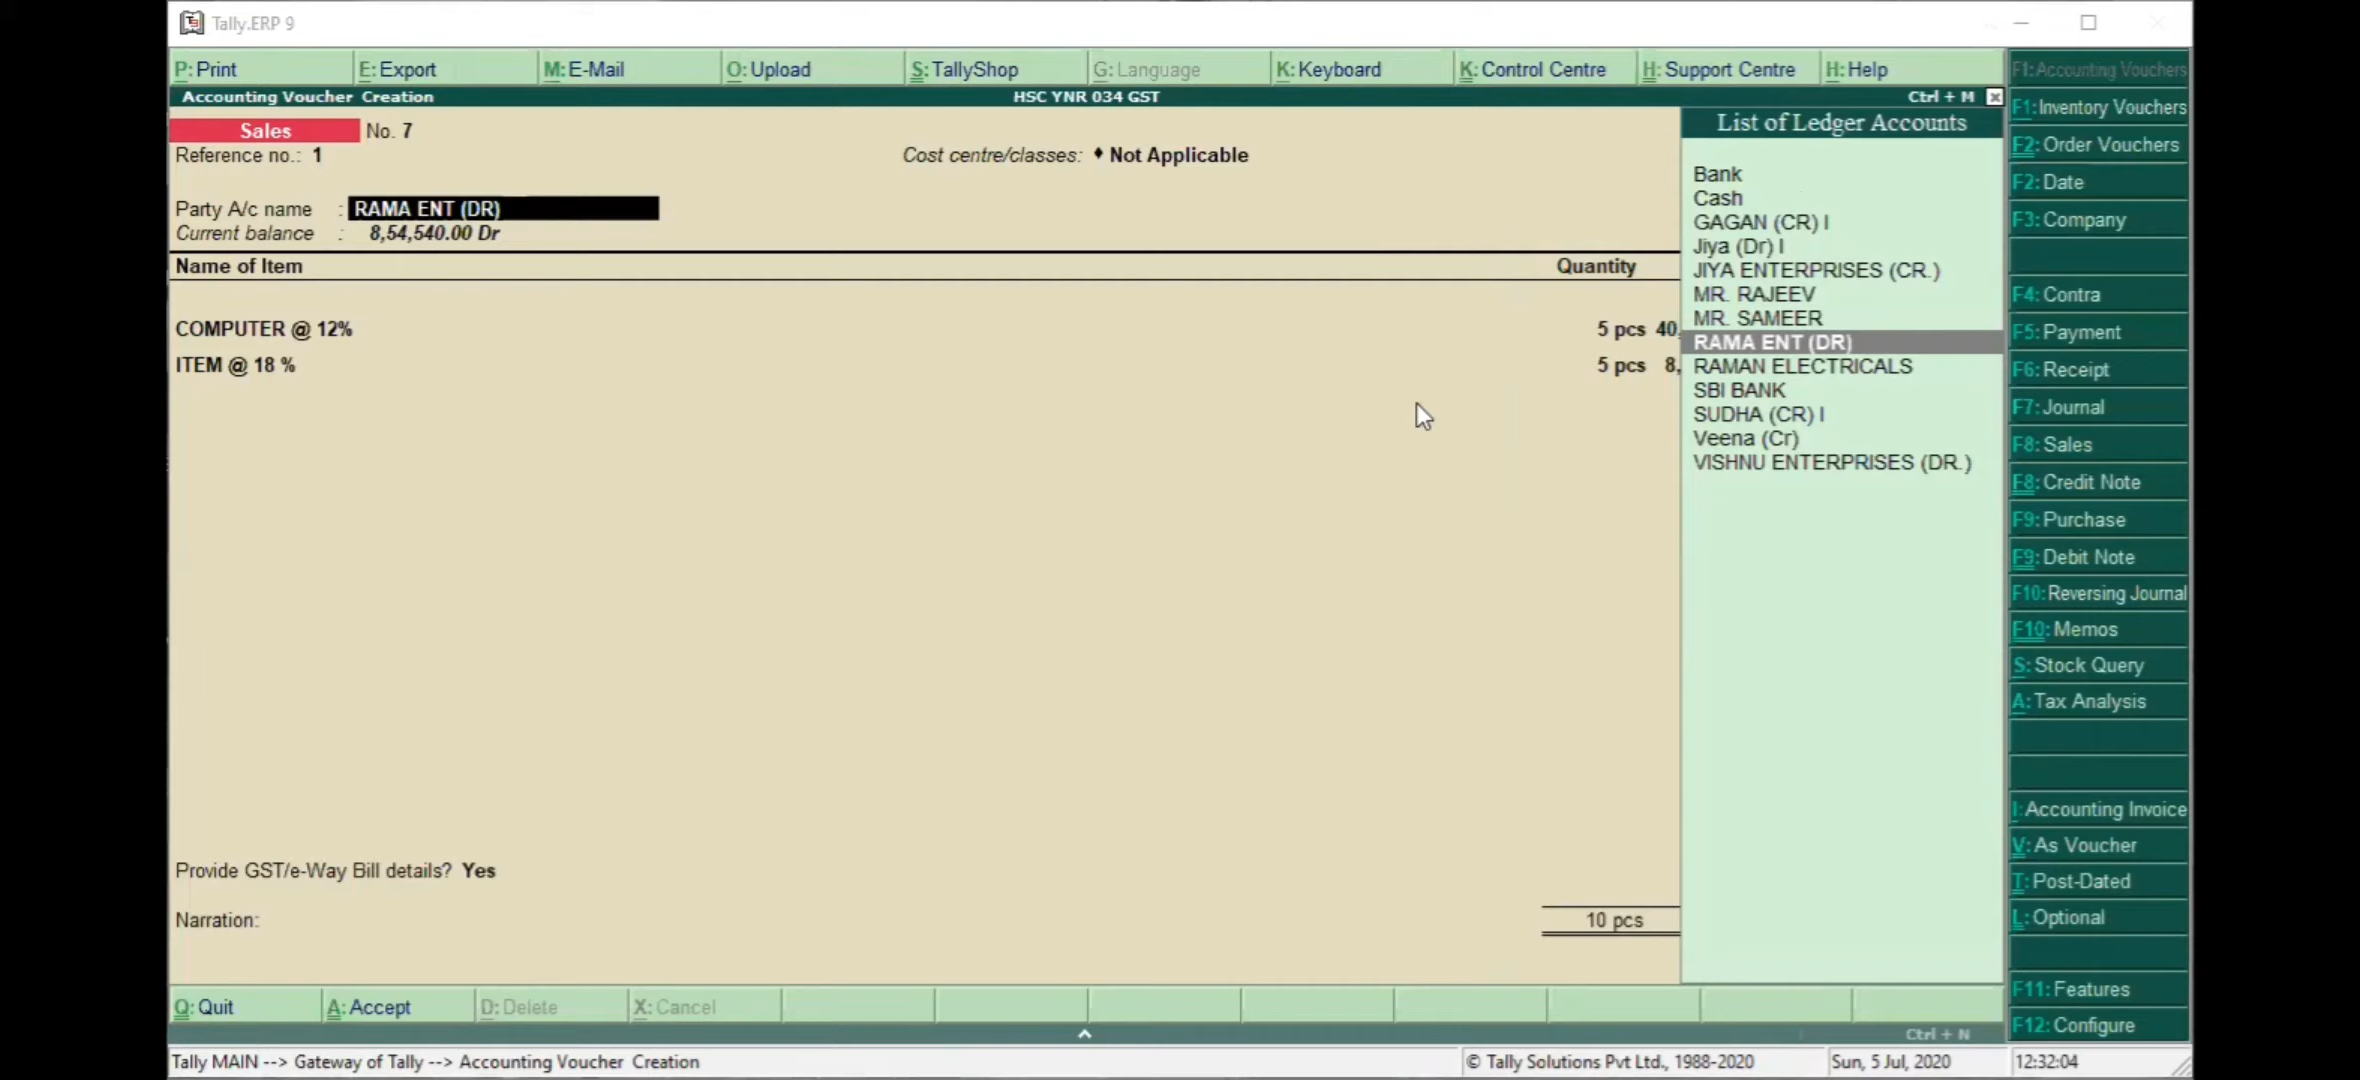 Tally.ERP 9
P: Print E: Export M: E-Mail O: Upload S: TallyShop G: Language K: Keyboard K: Control Centre H: Support Centre H: Help
Accounting Voucher Creation HSC YNR 034 GST Ctrl + M
Sales No. 7
Reference no.: 1
Cost centre/classes: ♦ Not Applicable
Party A/c name : RAMA ENT (DR)
Current balance : 8,54,540.00 Dr
Name of Item Quantity
COMPUTER @ 12% 5 pcs 40,
ITEM @ 18 % 5 pcs 8,
Provide GST/e-Way Bill details? Yes
Narration: 10 pcs
List of Ledger Accounts
Bank
Cash
GAGAN (CR) I
Jiya (Dr) I
JIYA ENTERPRISES (CR.)
MR. RAJEEV
MR. SAMEER
RAMA ENT (DR)
RAMAN ELECTRICALS
SBI BANK
SUDHA (CR) I
Veena (Cr)
VISHNU ENTERPRISES (DR.)
F1: Accounting Vouchers
F1: Inventory Vouchers
F2: Order Vouchers
F2: Date
F3: Company
F4: Contra
F5: Payment
F6: Receipt
F7: Journal
F8: Sales
F8: Credit Note
F9: Purchase
F9: Debit Note
F10: Reversing Journal
F10: Memos
S: Stock Query
A: Tax Analysis
I: Accounting Invoice
V: As Voucher
T: Post-Dated
L: Optional
F11: Features
F12: Configure
Q: Quit A: Accept D: Delete X: Cancel
Ctrl + N
Tally MAIN --> Gateway of Tally --> Accounting Voucher Creation © Tally Solutions Pvt Ltd., 1988-2020 Sun, 5 Jul, 2020 12:32:04